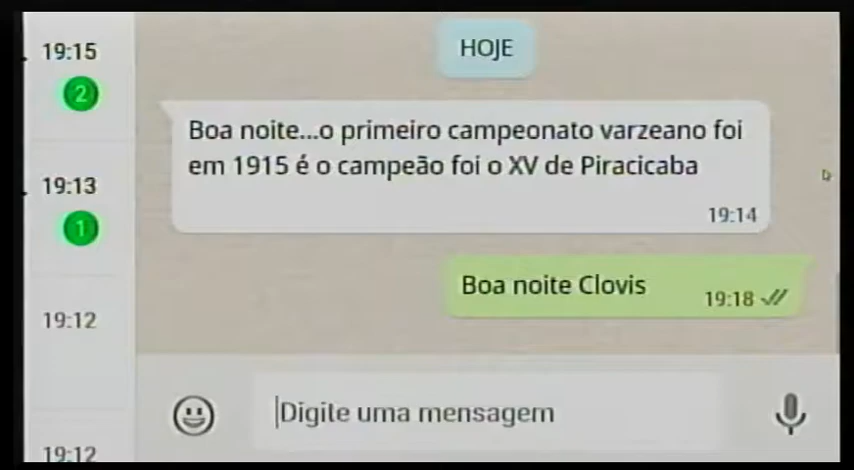 19:15
2
19:13
1
19:12
19:12
HOJE
Boa noite...o primeiro campeonato varzeano foi
em 1915 é o campeão foi o XV de Piracicaba
19:14
Boa noite Clovis
19:18
Digite uma mensagem